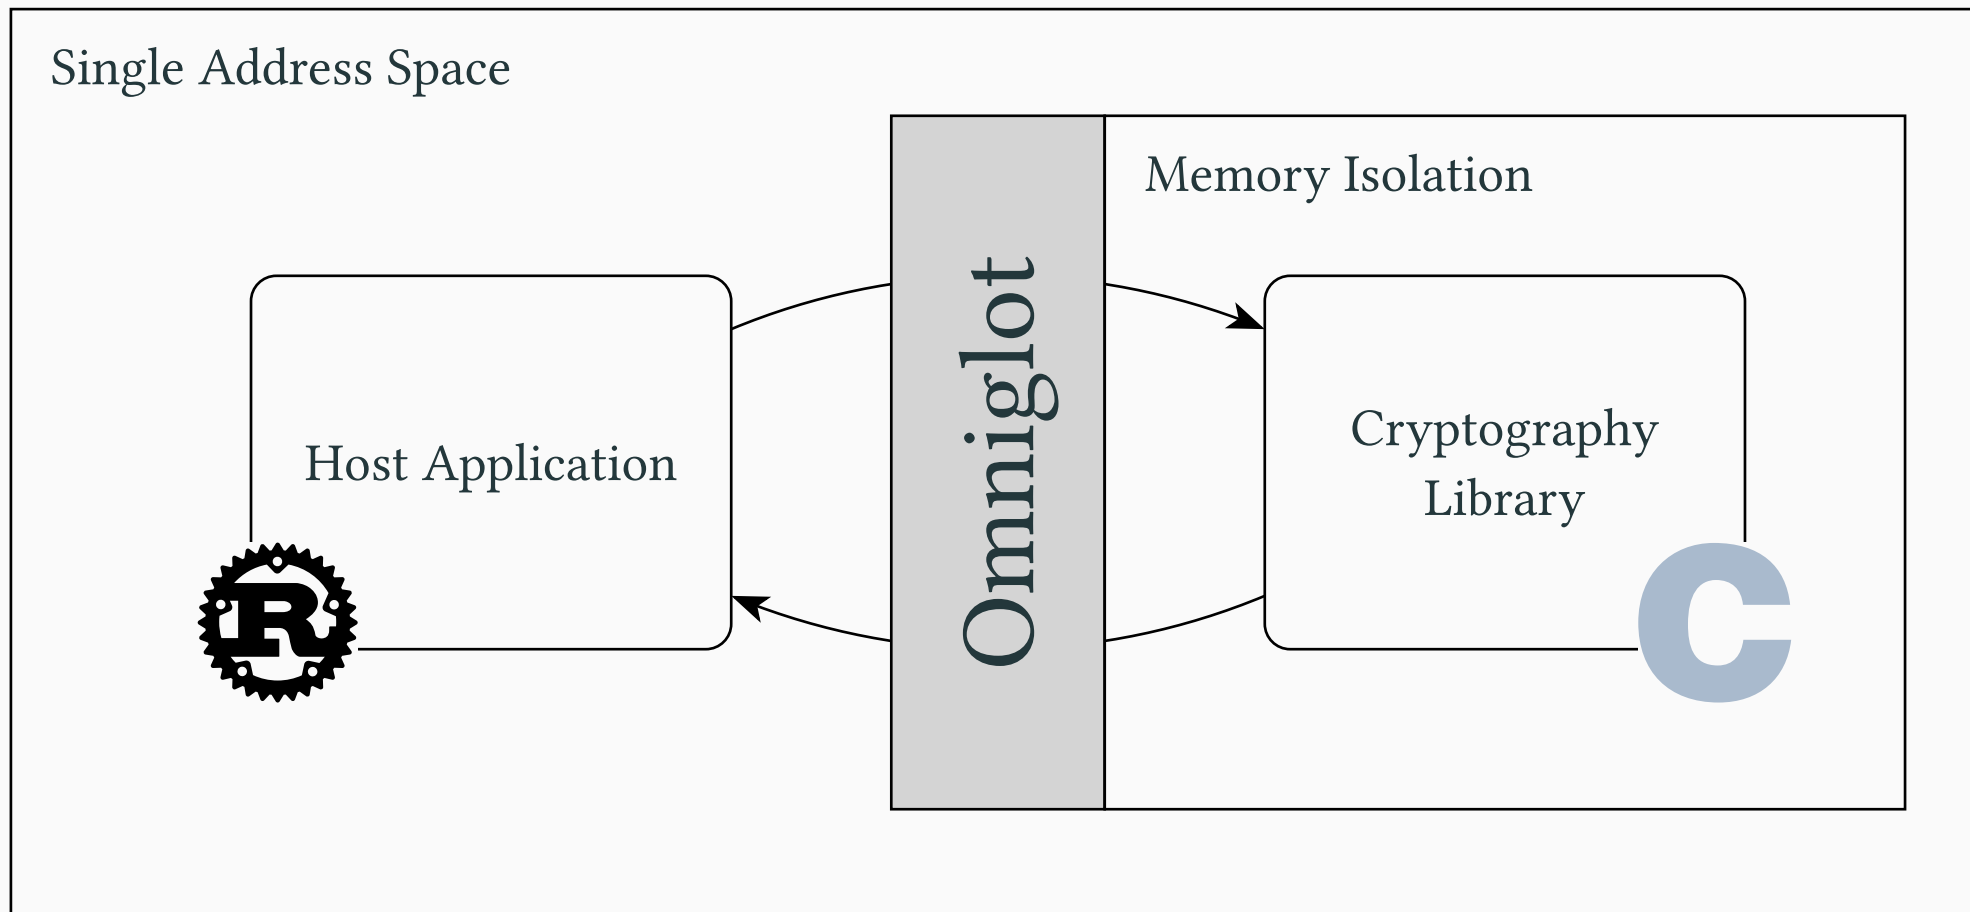 Single Address Space
Memory Isolation
Omniglot
Host Application
Cryptography
Library
R
C